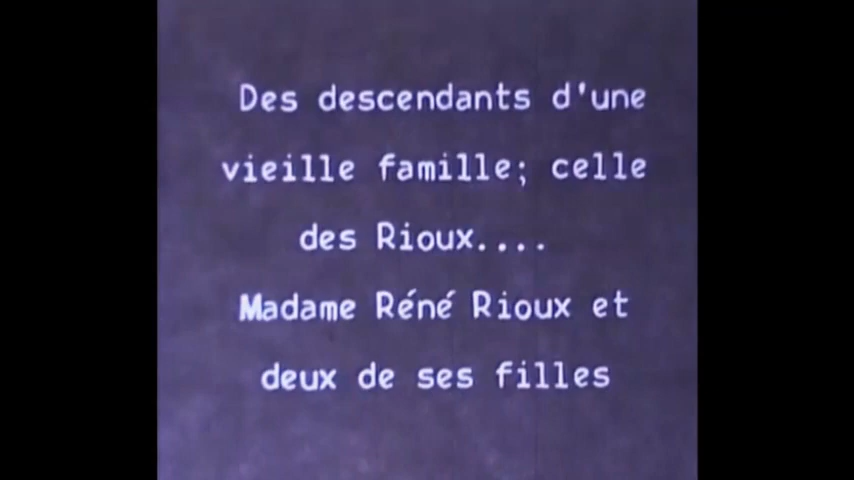 Des descendants d'une
vieille famille; celle
des Rioux....
Madame Réné Rioux et
deux de ses filles